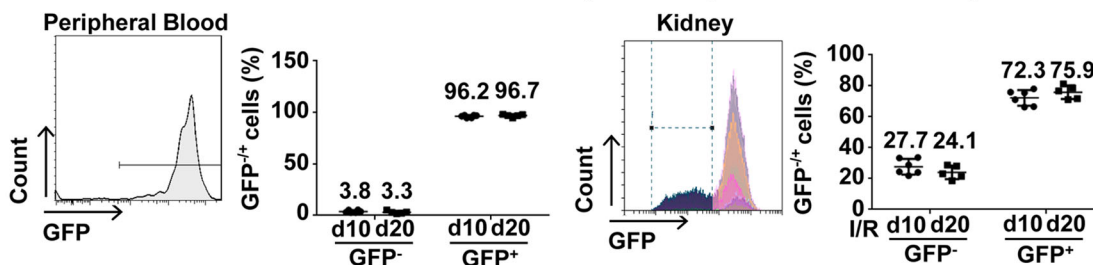 Peripheral Blood
Count
GFP
GFP-/+ cells (%)
150
100
50
0
3.8 3.3
96.2 96.7
d10 d20 d10 d20
GFP- GFP+
Kidney
Count
GFP
GFP-/+ cells (%)
100
80
60
40
20
0
27.7 24.1
72.3 75.9
I/R d10 d20 d10 d20
GFP- GFP+